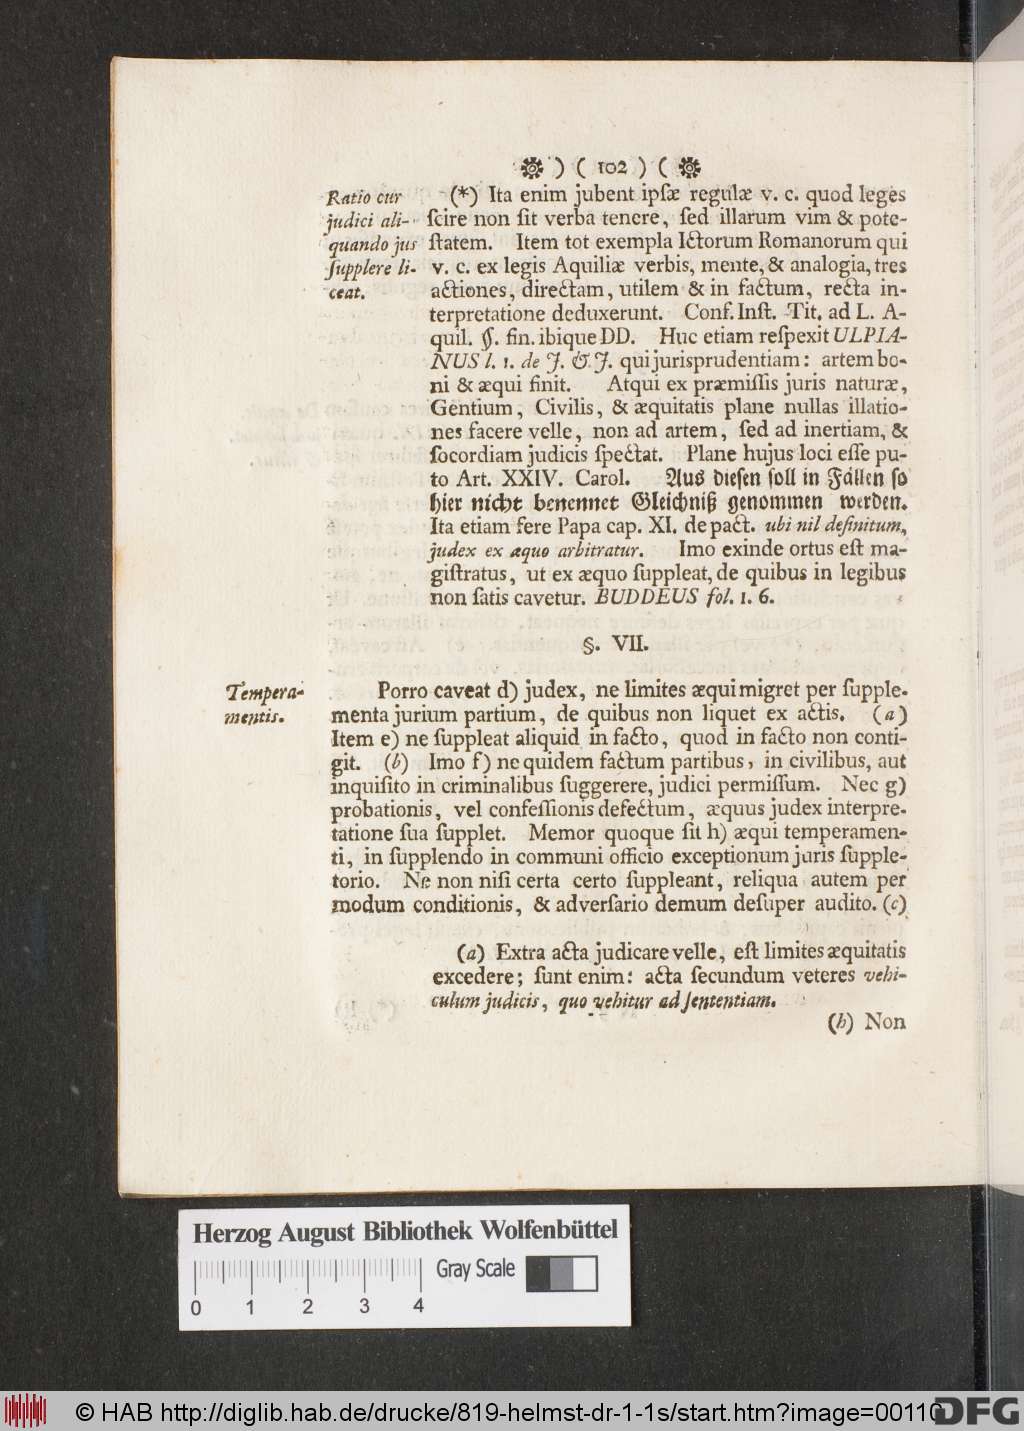 ) ( 102 ) (
Ratio cur
judici ali-
quando jus
ſupplere li-
ceat.
(*) Ita enim jubent ipſæ regulæ v. c. quod leges
ſcire non ſit verba tenere, ſed illarum vim & pote-
ſtatem. Item tot exempla Ictorum Romanorum qui
v. c. ex legis Aquiliæ verbis, mente, & analogia, tres
actiones, directam, utilem & in factum, recta in-
terpretatione deduxerunt. Conf. Inſt. Tit. ad L. A-
quil. §. fin. ibique DD. Huc etiam reſpexit ULPIA-
NUS l. 1. de J. & J. qui jurisprudentiam: artem bo-
ni & æqui finit. Atqui ex præmiſſis juris naturæ,
Gentium, Civilis, & æquitatis plane nullas illatio-
nes facere velle, non ad artem, ſed ad inertiam, &
ſocordiam judicis ſpectat. Plane hujus loci eſſe pu-
to Art. XXIV. Carol. Aus dieſen ſoll in Fällen ſo
hier nicht benennet Gleichniß genommen werden.
Ita etiam fere Papa cap. XI. de pact. ubi nil definitum,
judex ex æquo arbitratur. Imo exinde ortus eſt ma-
giſtratus, ut ex æquo ſuppleat, de quibus in legibus
non ſatis cavetur. BUDDEUS fol. 1. 6.
§. VII.
Tempera-
mentis.
Porro caveat d) judex, ne limites æqui migret per ſupple-
menta jurium partium, de quibus non liquet ex actis. (a)
Item e) ne ſuppleat aliquid in facto, quod in facto non conti-
git. (b) Imo f) ne quidem factum partibus, in civilibus, aut
inquiſito in criminalibus ſuggerere, judici permiſſum. Nec g)
probationis, vel confeſſionis defectum, æquus judex interpre-
tatione ſua ſupplet. Memor quoque ſit h) æqui temperamen-
ti, in ſupplendo in communi officio exceptionum juris ſupple-
torio. Ne non niſi certa certo ſuppleant, reliqua autem per
modum conditionis, & adverſario demum deſuper audito. (c)
(a) Extra acta judicare velle, eſt limites æquitatis
excedere; ſunt enim: acta ſecundum veteres vehi-
culum judicis, quo vehitur ad ſententiam.
(b) Non
Herzog August Bibliothek Wolfenbüttel
Gray Scale
0 1 2 3 4
© HAB http://diglib.hab.de/drucke/819-helmst-dr-1-1s/start.htm?image=00110
DFG